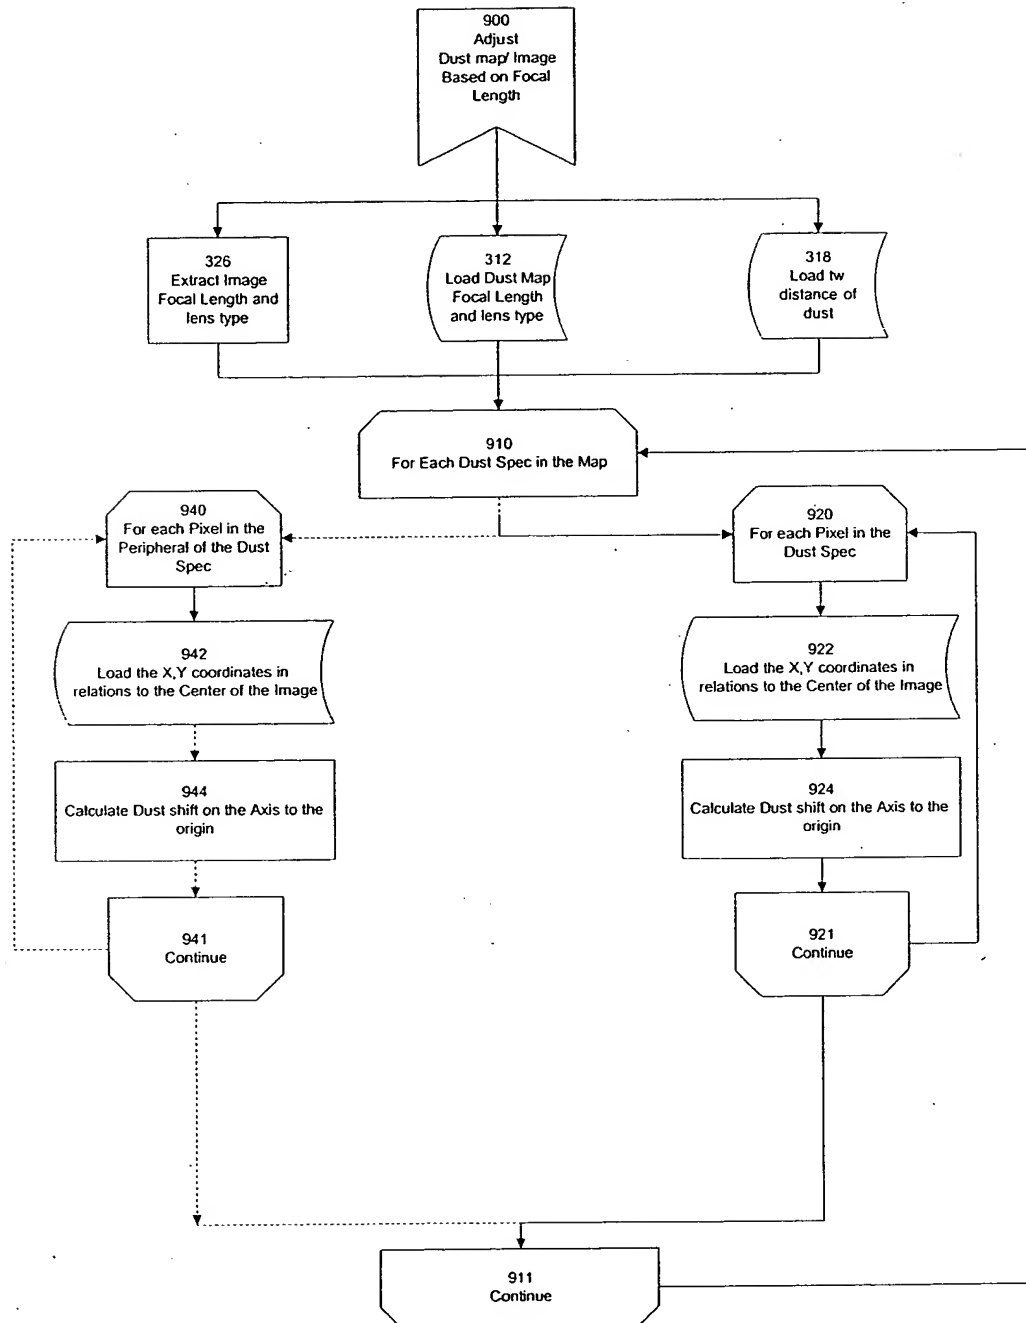 900
Adjust
Dust map/ Image
Based on Focal
Length
326
Extract Image
Focal Length and
lens type
312
Load Dust Map
Focal Length
and lens type
318
Load tw
distance of
dust
910
For Each Dust Spec in the Map
940
For each Pixel in the
Peripheral of the Dust
Spec
920
For each Pixel in the
Dust Spec
942
Load the X,Y coordinates in
relations to the Center of the Image
922
Load the X,Y coordinates in
relations to the Center of the Image
944
Calculate Dust shift on the Axis to the
origin
924
Calculate Dust shift on the Axis to the
origin
941
Continue
921
Continue
911
Continue